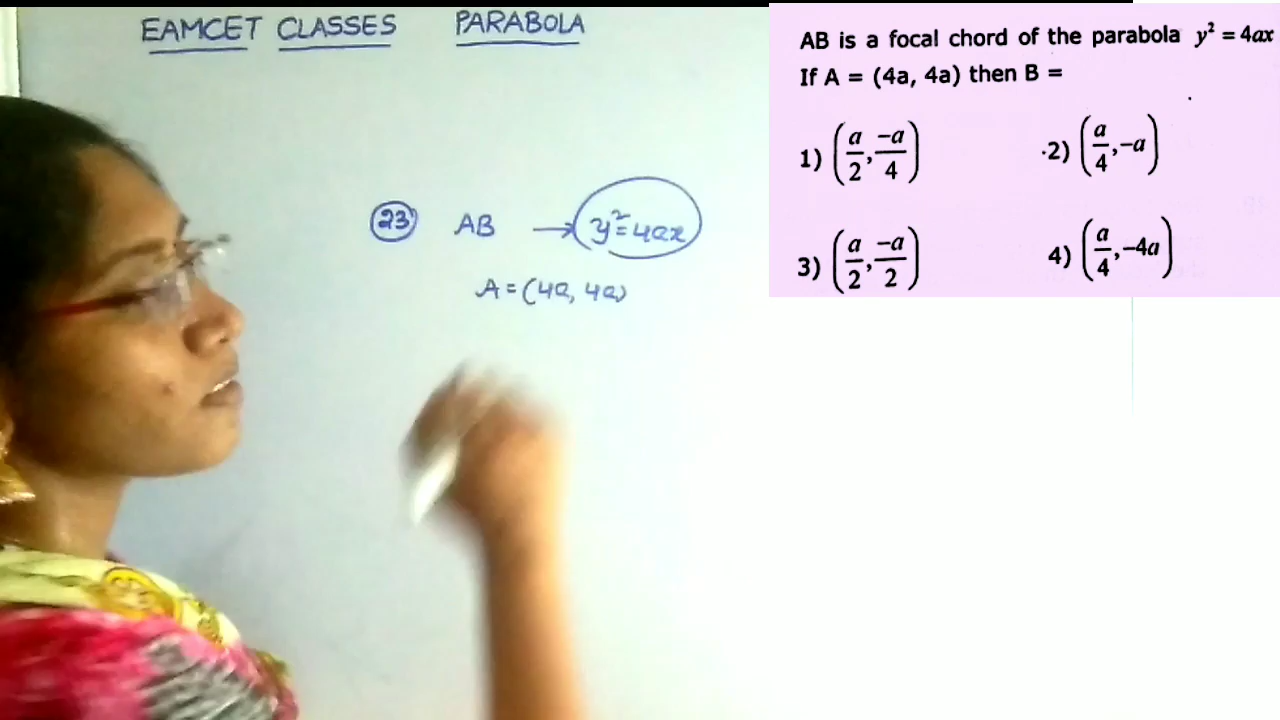 EAMCET CLASSES PARABOLA
AB is a focal chord of the parabola y² = 4ax
If A = (4a, 4a) then B =
1) (a/2, -a/4)
2) (a/4, -a)
3) (a/2, -a/2)
4) (a/4, -4a)
23 AB → y² = 4ax
A = (4a, 4a)